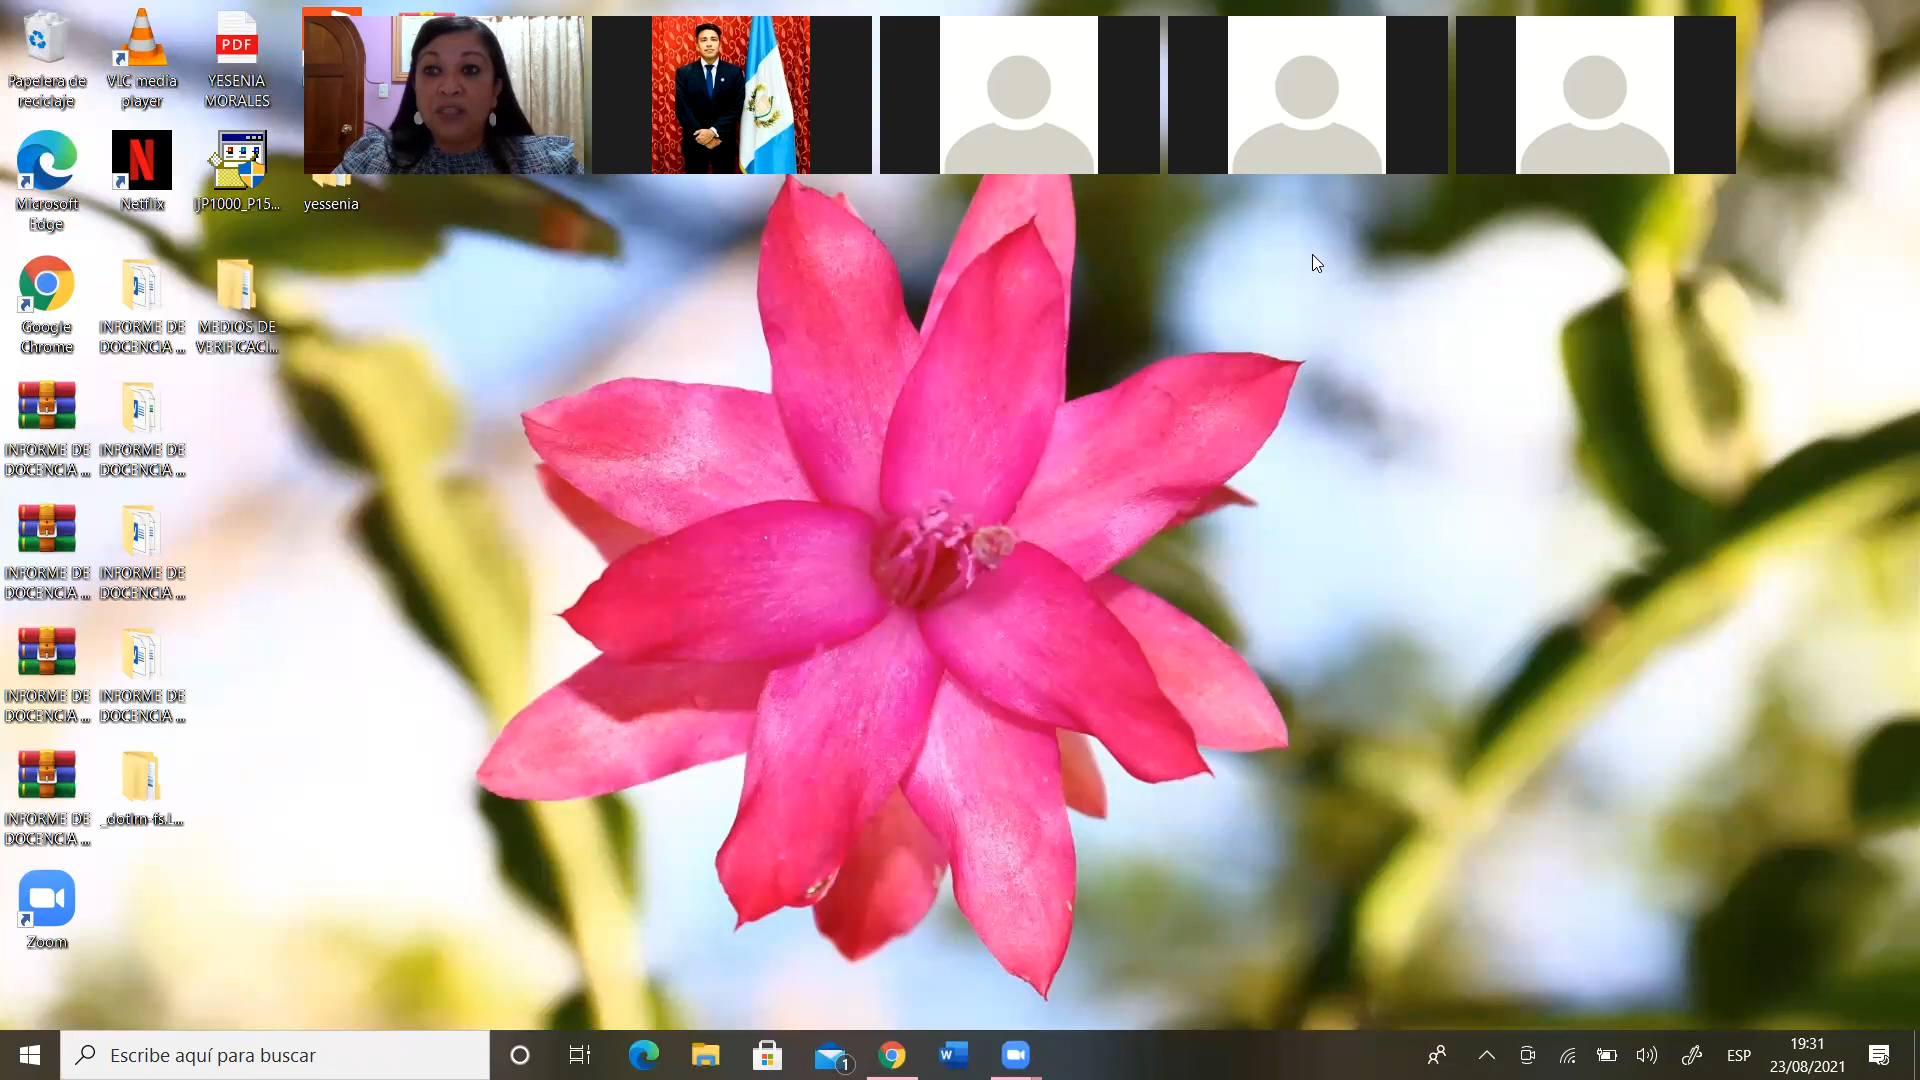 Papelera de
reciclaje
VLC media
player
PDF
YESENIA
MORALES
Microsoft
Edge
Netflix
JP1000_P15...
yessenia
Google
Chrome
INFORME DE
DOCENCIA ...
MEDIOS DE
VERIFICACI...
INFORME DE
DOCENCIA ...
INFORME DE
DOCENCIA ...
INFORME DE
DOCENCIA ...
INFORME DE
DOCENCIA ...
INFORME DE
DOCENCIA ...
INFORME DE
DOCENCIA ...
INFORME DE
DOCENCIA ...
_dotlrn-fs.l...
Zoom
Escribe aquí para buscar
1
ESP
19:31
23/08/2021